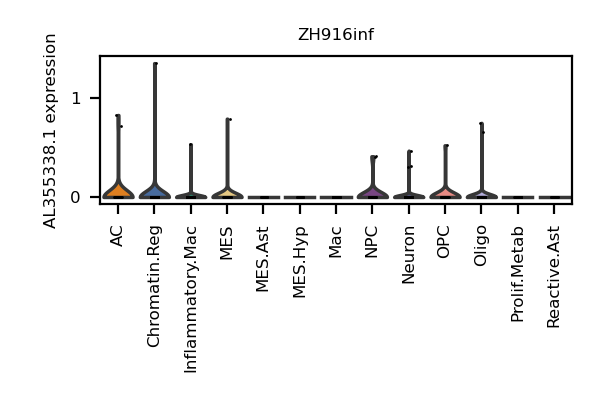 ZH916inf
AL355338.1 expression
1
0
AC
Chromatin.Reg
Inflammatory.Mac
MES
MES.Ast
MES.Hyp
Mac
NPC
Neuron
OPC
Oligo
Prolif.Metab
Reactive.Ast